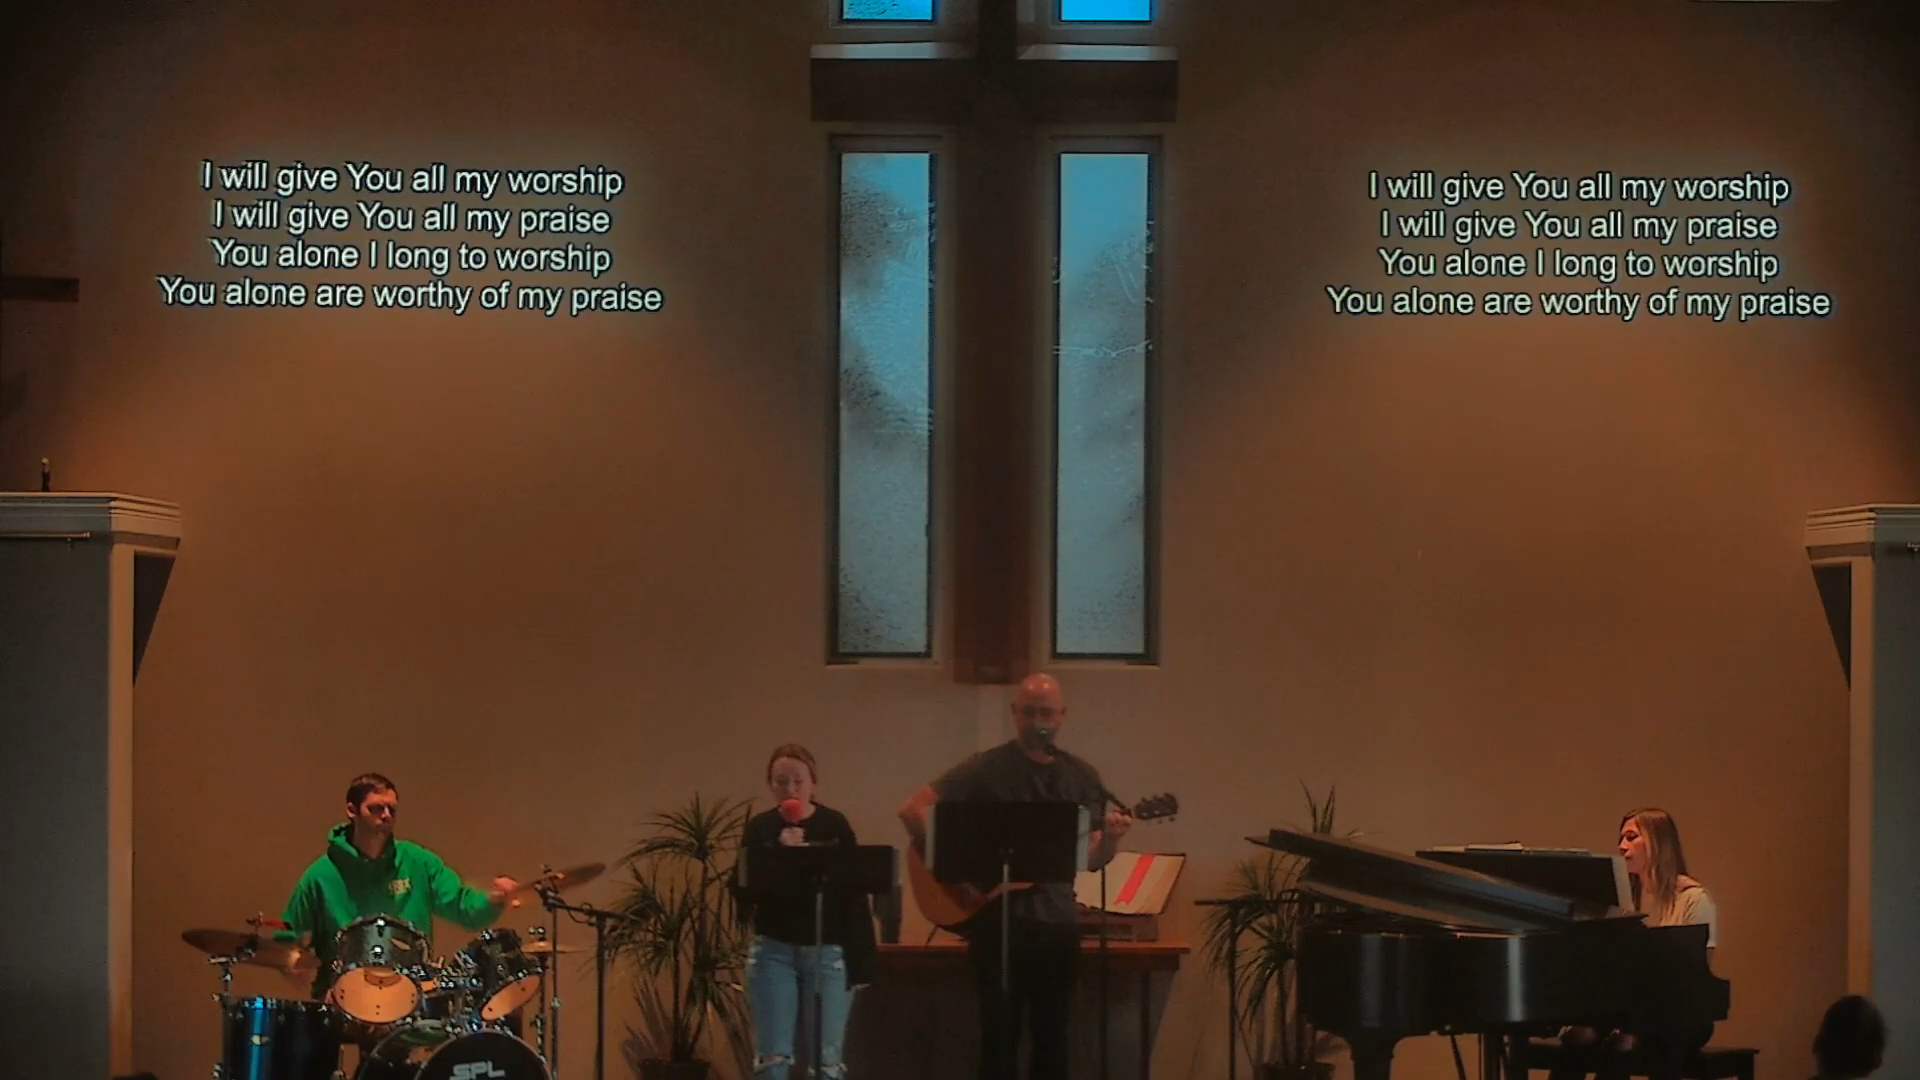 I will give You all my worship
I will give You all my praise
You alone I long to worship
You alone are worthy of my praise
I will give You all my worship
I will give You all my praise
You alone I long to worship
You alone are worthy of my praise
SPL